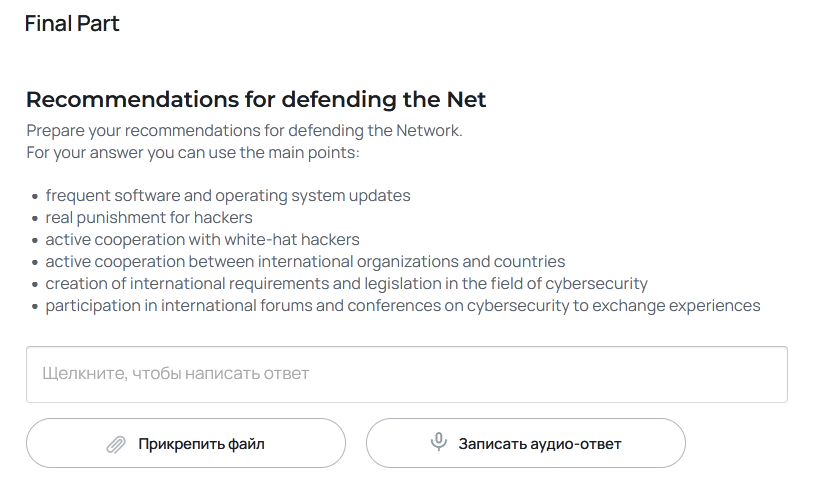 Final Part
Recommendations for defending the Net
Prepare your recommendations for defending the Network.
For your answer you can use the main points:
• frequent software and operating system updates
• real punishment for hackers
• active cooperation with white-hat hackers
• active cooperation between international organizations and countries
• creation of international requirements and legislation in the field of cybersecurity
• participation in international forums and conferences on cybersecurity to exchange experiences
Щелкните, чтобы написать ответ
Прикрепить файл
Записать аудио-ответ